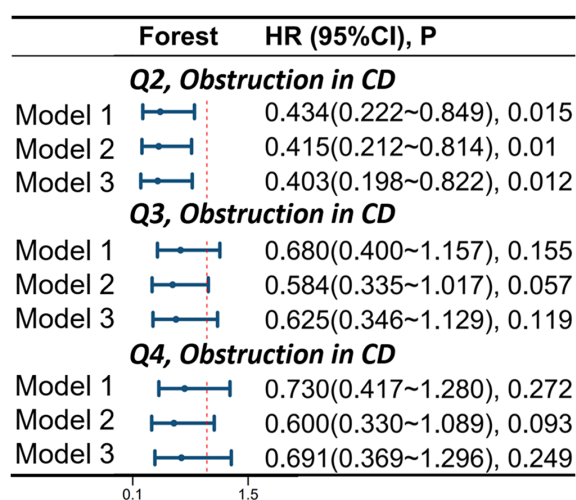 Forest HR (95%CI), P
Q2, Obstruction in CD
Model 1 0.434(0.222~0.849), 0.015
Model 2 0.415(0.212~0.814), 0.01
Model 3 0.403(0.198~0.822), 0.012
Q3, Obstruction in CD
Model 1 0.680(0.400~1.157), 0.155
Model 2 0.584(0.335~1.017), 0.057
Model 3 0.625(0.346~1.129), 0.119
Q4, Obstruction in CD
Model 1 0.730(0.417~1.280), 0.272
Model 2 0.600(0.330~1.089), 0.093
Model 3 0.691(0.369~1.296), 0.249
0.1 1.5